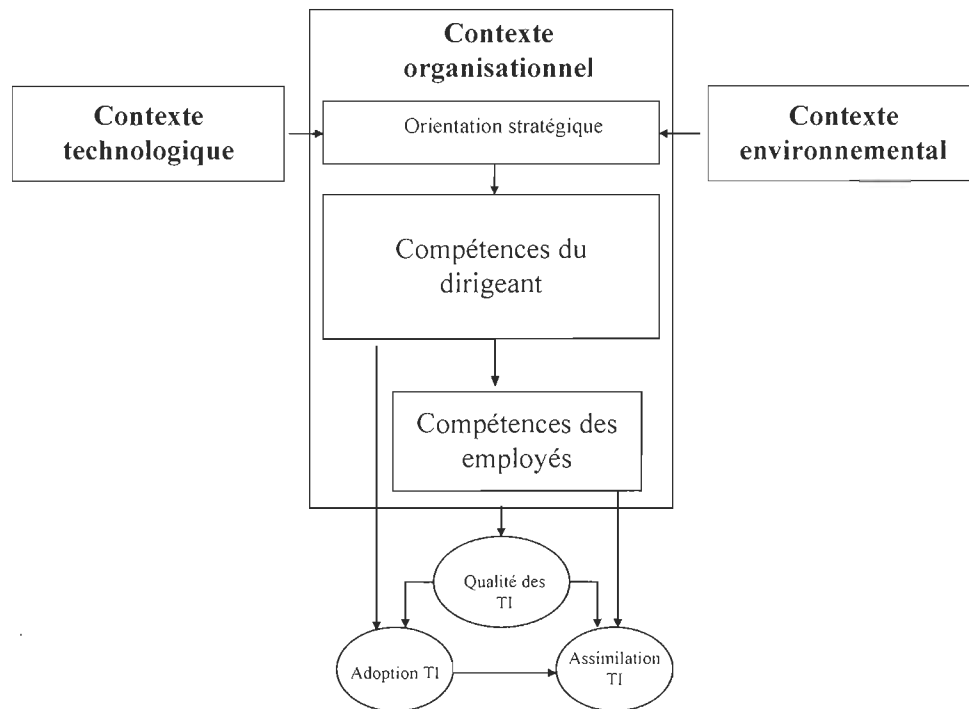 Contexte
organisationnel
Contexte
technologique
Orientation stratégique
Contexte
environnemental
Compétences du
dirigeant
Compétences des
employés
Qualité des
TI
Adoption TI
Assimilation
TI